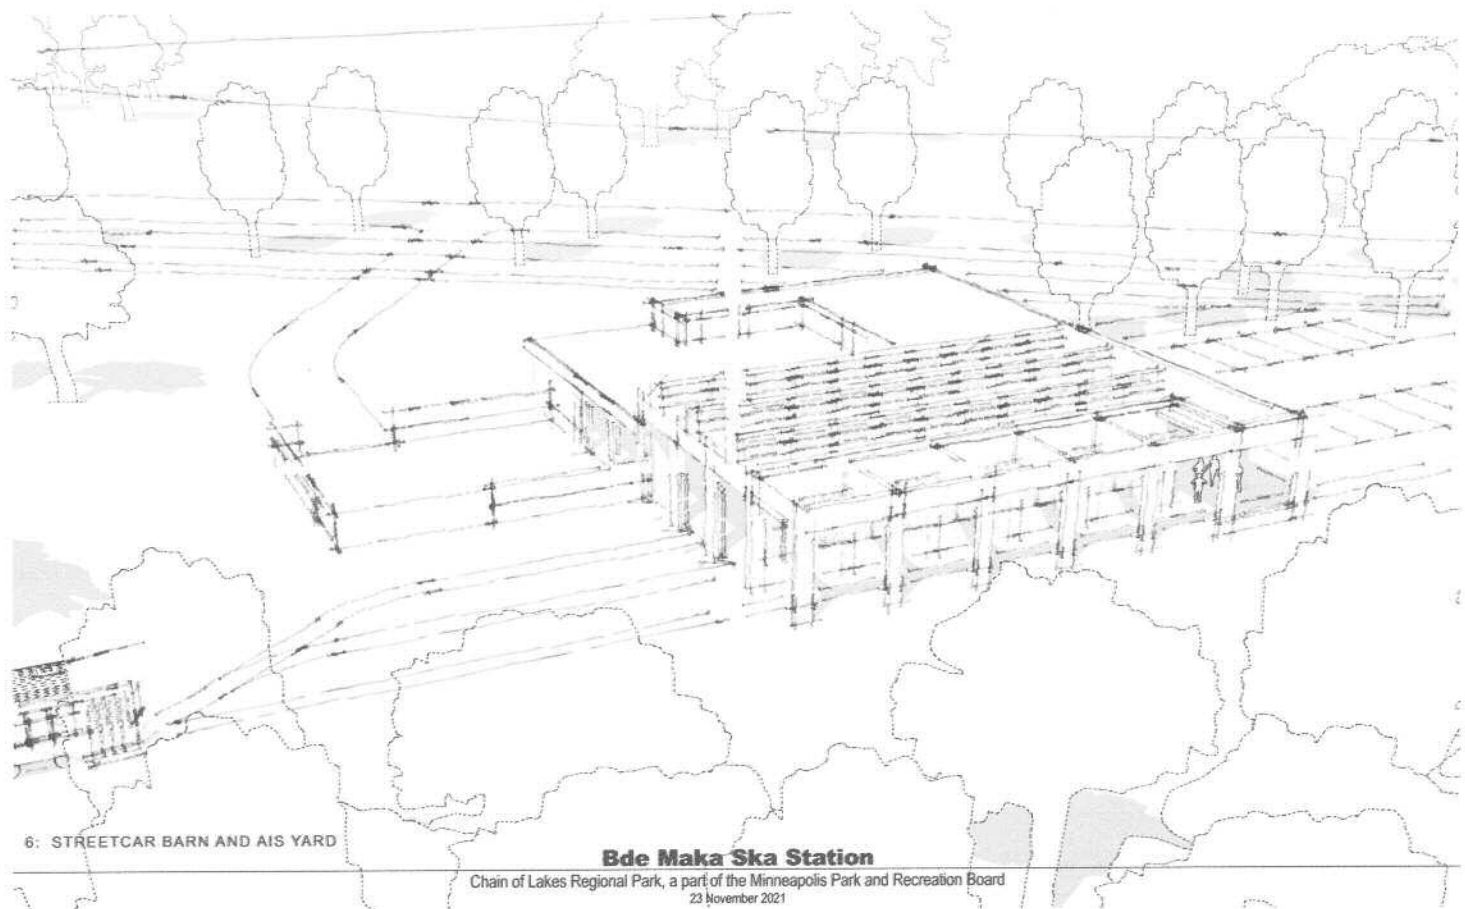 6: STREETCAR BARN AND AIS YARD
Bde Maka Ska Station
Chain of Lakes Regional Park, a part of the Minneapolis Park and Recreation Board
23 November 2021